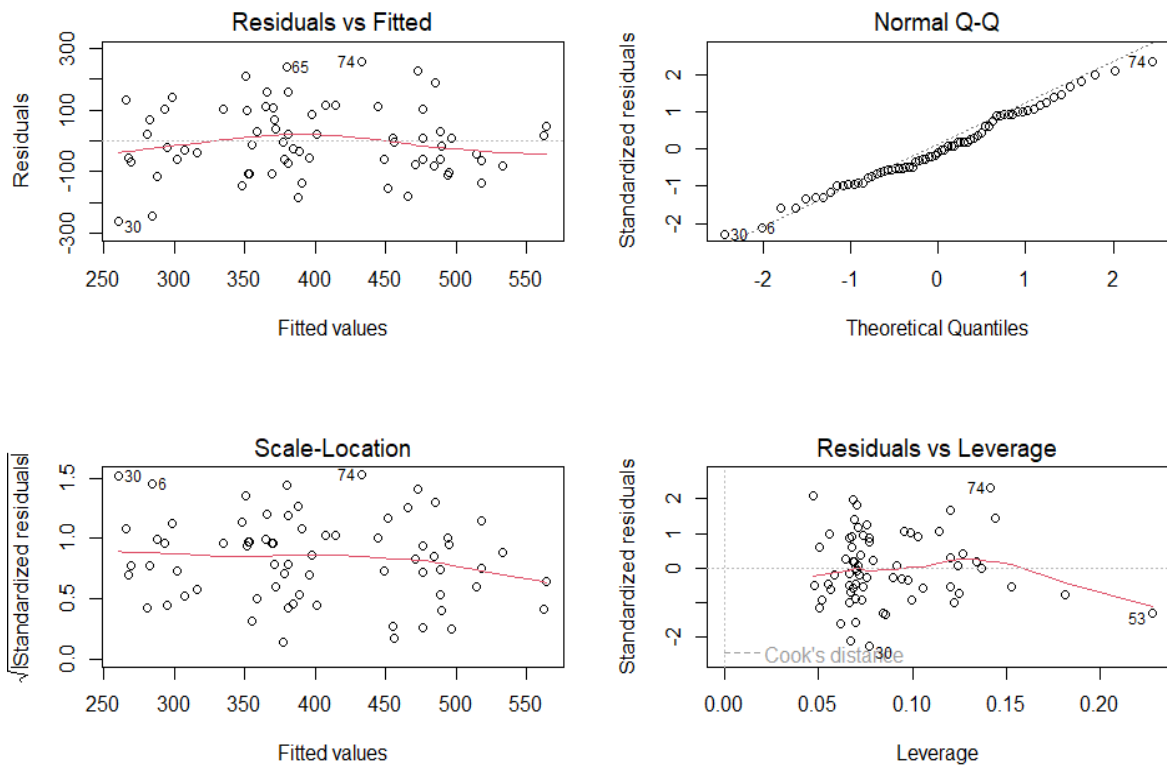 Residuals vs Fitted
Residuals
300
100
-100
-300
65
74
30
250 300 350 400 450 500 550
Fitted values
Normal Q-Q
Standardized residuals
2
1
0
-1
-2
74
30
6
-2 -1 0 1 2
Theoretical Quantiles
Scale-Location
√|Standardized residuals|
1.5
1.0
0.5
0.0
30
6
74
250 300 350 400 450 500 550
Fitted values
Residuals vs Leverage
Standardized residuals
2
1
0
-2
74
53
30
Cook's distance
0.00 0.05 0.10 0.15 0.20
Leverage